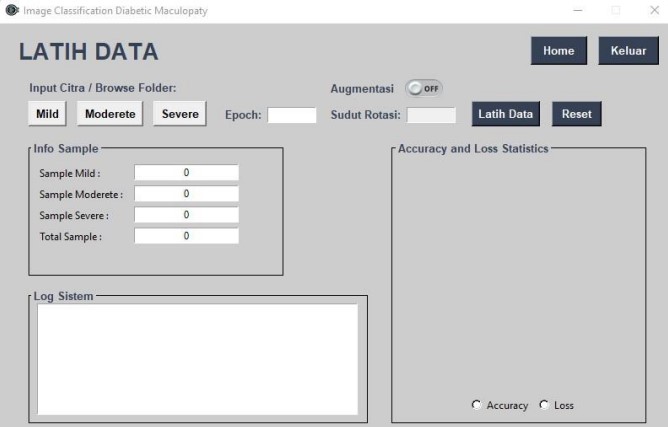 Image Classification Diabetic Maculopaty
LATIH DATA
Home Keluar
Input Citra / Browse Folder:
Augmentasi OFF
Mild Moderete Severe Epoch: Sudut Rotasi: Latih Data Reset
Info Sample
Sample Mild : 0
Sample Moderete : 0
Sample Severe : 0
Total Sample : 0
Accuracy and Loss Statistics
Log Sistem
Accuracy Loss